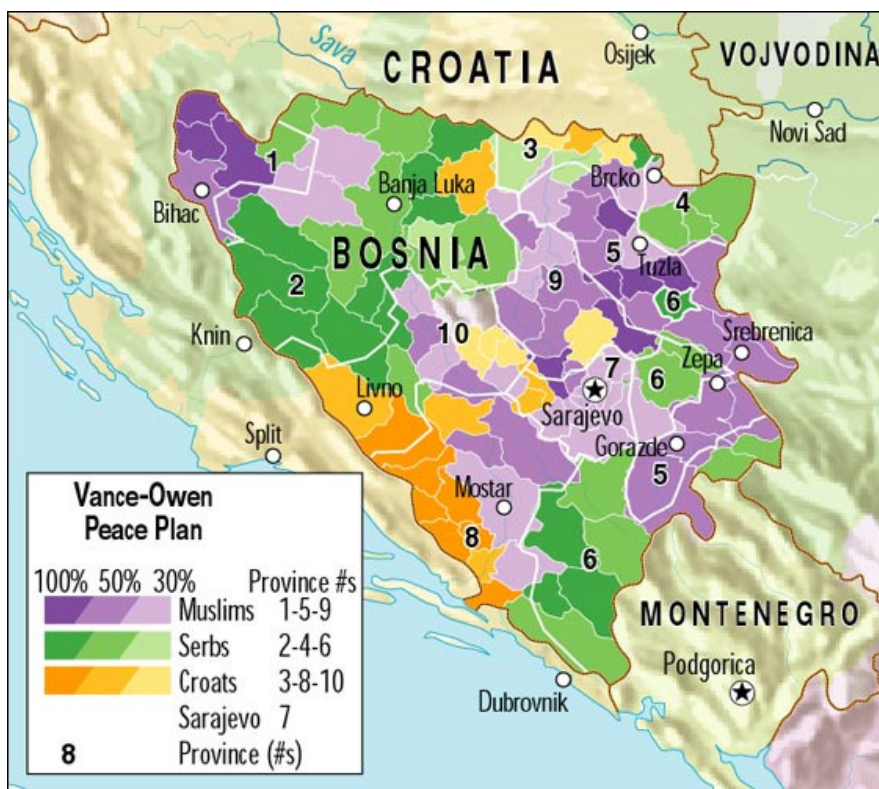 Sava
CROATIA
Osijek
VOJVODINA
Novi Sad
1
3
Brcko
Banja Luka
4
Bihac
BOSNIA
5
Tuzla
2
9
6
Knin
10
Srebrenica
7
Zepa
6
Livno
Sarajevo
Split
Gorazde
Mostar
5
8
6
MONTENEGRO
Podgorica
Dubrovnik
Vance-Owen
Peace Plan
100% 50% 30% Province #s
Muslims 1-5-9
Serbs 2-4-6
Croats 3-8-10
Sarajevo 7
8 Province (#s)